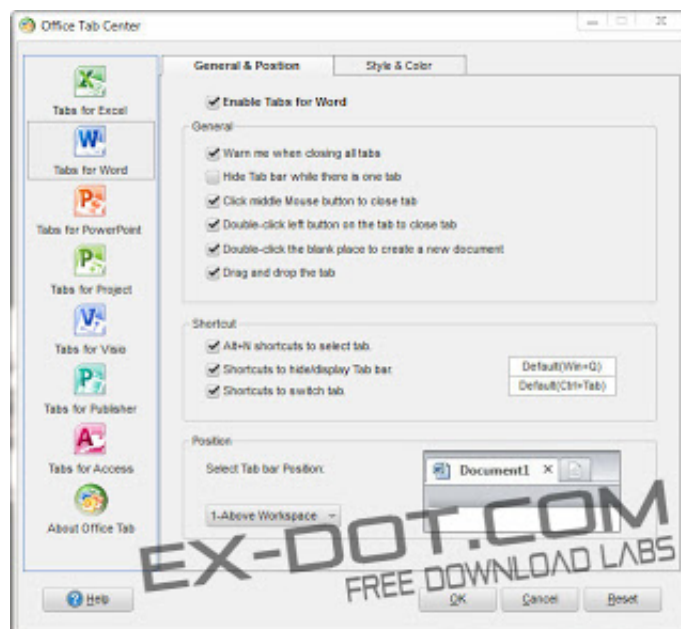 Office Tab Center
General & Position
Style & Color
Tabs for Excel
Tabs for Word
Tabs for PowerPoint
Tabs for Project
Tabs for Visio
Tabs for Publisher
Tabs for Access
About Office Tab
Enable Tabs for Word
General
Warn me when closing all tabs
Hide Tab bar while there is one tab
Click middle Mouse button to close tab
Double-click left button on the tab to close tab
Double-click the blank place to create a new document
Drag and drop the tab
Shortcut
Alt+N shortcuts to select tab.
Shortcuts to hide/display Tab bar.
Default(Win+Q)
Shortcuts to switch tab.
Default(Ctrl+Tab)
Position
Select Tab bar Position:
Document1
1-Above Workspace
EX-DOT.COM
FREE DOWNLOAD LABS
Help
OK
Cancel
Reset